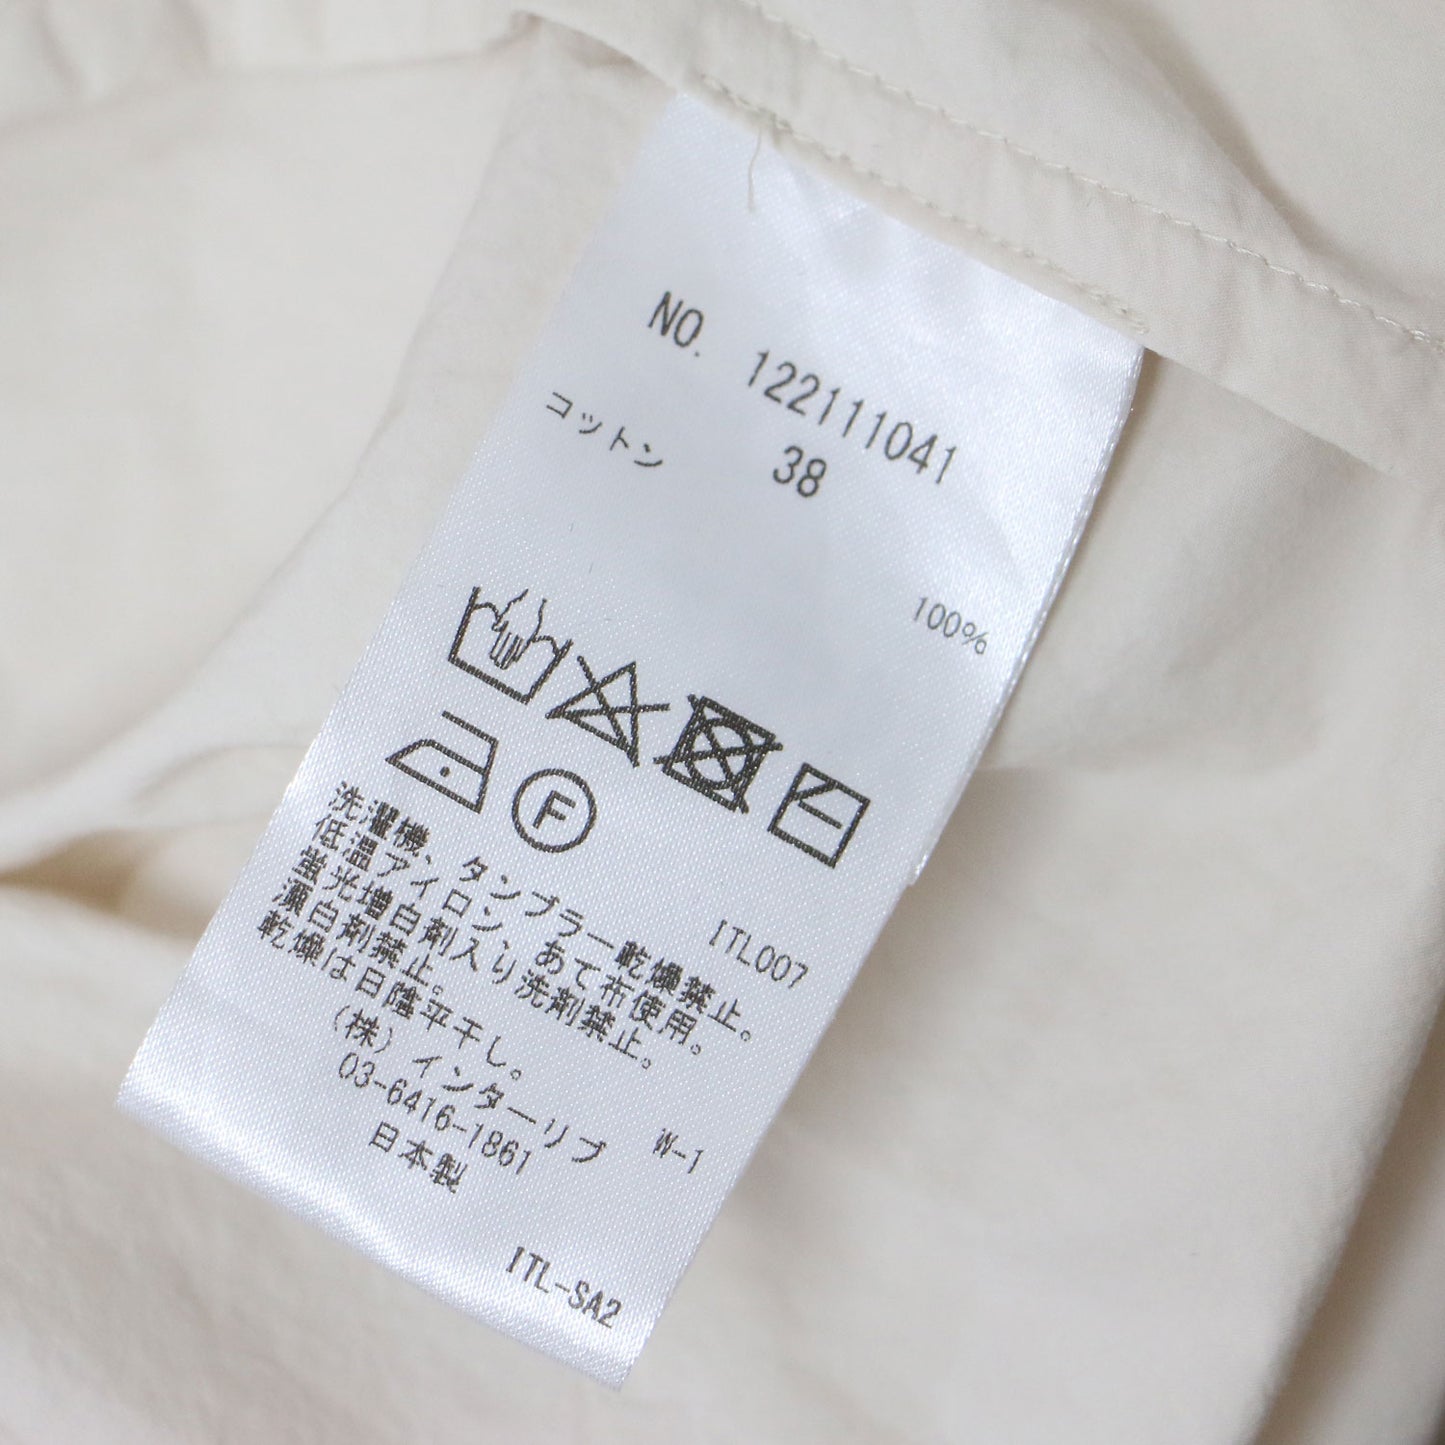 NO. 122111041
38
コットン 100%
F
ITL007
洗濯機、タンブラー乾燥禁止。
低温アイロン、あて布使用。
蛍光増白剤入り洗剤禁止。
漂白剤禁止。
乾燥は日陰平干し。
（株）インターリブ W-1
03-6416-1861
日本製
ITL-SA2